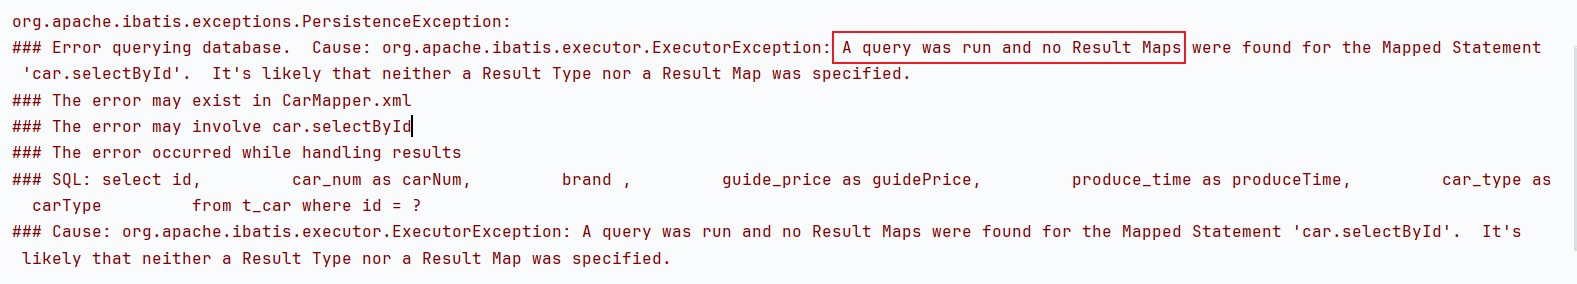 org.apache.ibatis.exceptions.PersistenceException:
### Error querying database.  Cause: org.apache.ibatis.executor.ExecutorException: A query was run and no Result Maps were found for the Mapped Statement
'car.selectById'.  It's likely that neither a Result Type nor a Result Map was specified.
### The error may exist in CarMapper.xml
### The error may involve car.selectById
### The error occurred while handling results
### SQL: select id,         car_num as carNum,         brand ,         guide_price as guidePrice,         produce_time as produceTime,         car_type as
carType         from t_car where id = ?
### Cause: org.apache.ibatis.executor.ExecutorException: A query was run and no Result Maps were found for the Mapped Statement 'car.selectById'.  It's
likely that neither a Result Type nor a Result Map was specified.